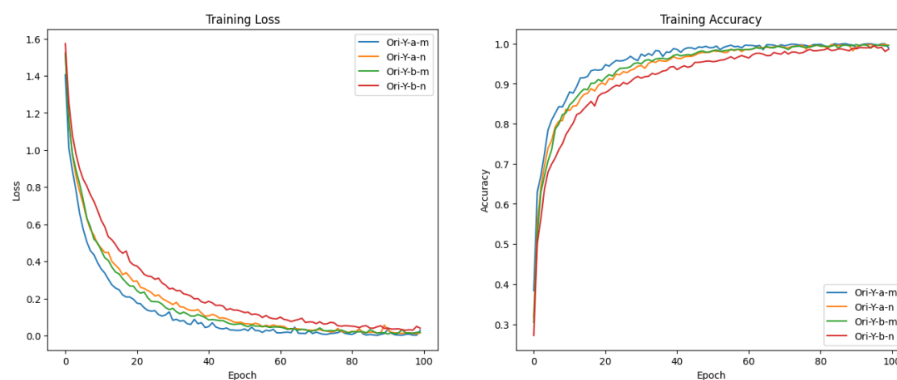 Training Loss
1.6
1.4
1.2
1.0
0.8
0.6
0.4
0.2
0.0
Loss
0 20 40 60 80 100
Epoch
Ori-Y-a-m
Ori-Y-a-n
Ori-Y-b-m
Ori-Y-b-n
Training Accuracy
1.0
0.9
0.8
0.7
0.6
0.5
0.4
0.3
Accuracy
0 20 40 60 80 100
Epoch
Ori-Y-a-m
Ori-Y-a-n
Ori-Y-b-m
Ori-Y-b-n